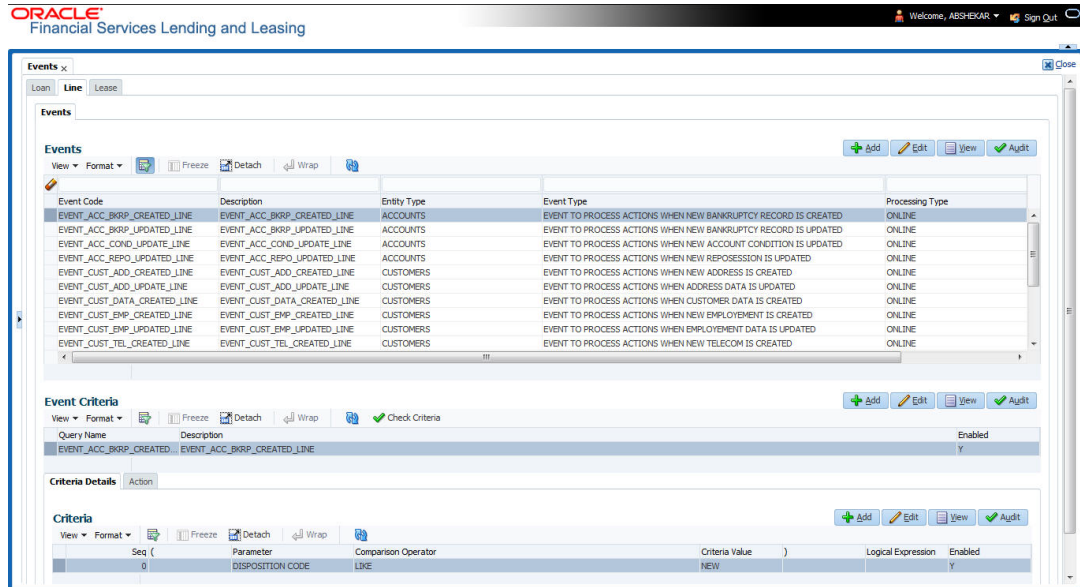 ORACLE
Financial Services Lending and Leasing
Welcome, ABSHEKAR
Sign Out
Events x
Close
Loan Line Lease
Events
Events
Add Edit View Audit
View Format Freeze Detach Wrap
Event Code Description Entity Type Event Type Processing Type
EVENT_ACC_BKRP_CREATED_LINE EVENT_ACC_BKRP_CREATED_LINE ACCOUNTS EVENT TO PROCESS ACTIONS WHEN NEW BANKRUPTCY RECORD IS CREATED ONLINE
EVENT_ACC_BKRP_UPDATED_LINE EVENT_ACC_BKRP_UPDATED_LINE ACCOUNTS EVENT TO PROCESS ACTIONS WHEN NEW BANKRUPTCY RECORD IS UPDATED ONLINE
EVENT_ACC_COND_UPDATE_LINE EVENT_ACC_COND_UPDATE_LINE ACCOUNTS EVENT TO PROCESS ACTIONS WHEN NEW ACCOUNT CONDITION IS UPDATED ONLINE
EVENT_ACC_REPO_UPDATED_LINE EVENT_ACC_REPO_UPDATED_LINE ACCOUNTS EVENT TO PROCESS ACTIONS WHEN NEW REPOSESSION IS UPDATED ONLINE
EVENT_CUST_ADD_CREATED_LINE EVENT_CUST_ADD_CREATED_LINE CUSTOMERS EVENT TO PROCESS ACTIONS WHEN NEW ADDRESS IS CREATED ONLINE
EVENT_CUST_ADD_UPDATE_LINE EVENT_CUST_ADD_UPDATE_LINE CUSTOMERS EVENT TO PROCESS ACTIONS WHEN ADDRESS DATA IS UPDATED ONLINE
EVENT_CUST_DATA_CREATED_LINE EVENT_CUST_DATA_CREATED_LINE CUSTOMERS EVENT TO PROCESS ACTIONS WHEN CUSTOMER DATA IS CREATED ONLINE
EVENT_CUST_EMP_CREATED_LINE EVENT_CUST_EMP_CREATED_LINE CUSTOMERS EVENT TO PROCESS ACTIONS WHEN NEW EMPLOYEMENT IS CREATED ONLINE
EVENT_CUST_EMP_UPDATED_LINE EVENT_CUST_EMP_UPDATED_LINE CUSTOMERS EVENT TO PROCESS ACTIONS WHEN EMPLOYEMENT DATA IS UPDATED ONLINE
EVENT_CUST_TEL_CREATED_LINE EVENT_CUST_TEL_CREATED_LINE CUSTOMERS EVENT TO PROCESS ACTIONS WHEN NEW TELECOM IS CREATED ONLINE
Event Criteria
Add Edit View Audit
View Format Freeze Detach Wrap Check Criteria
Query Name Description Enabled
EVENT_ACC_BKRP_CREATED... EVENT_ACC_BKRP_CREATED_LINE Y
Criteria Details Action
Criteria
Add Edit View Audit
View Format Freeze Detach Wrap
Seq ( Parameter Comparison Operator Criteria Value ) Logical Expression Enabled
0 DISPOSITION CODE LIKE NEW Y